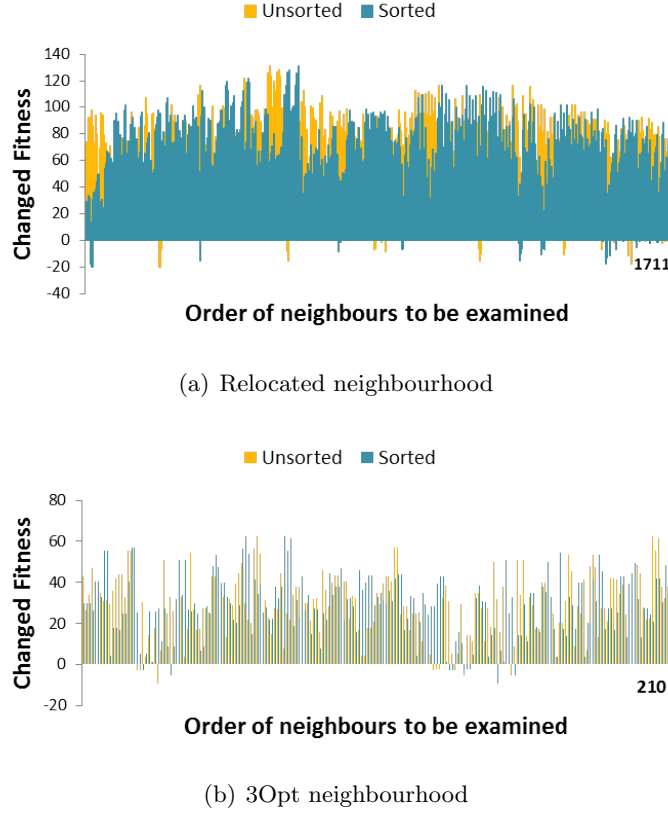 Unsorted Sorted
140
120
100
80
60
40
20
0
-20
-40
Changed Fitness
1711
Order of neighbours to be examined
(a) Relocated neighbourhood
Unsorted Sorted
80
60
40
20
0
-20
Changed Fitness
210
Order of neighbours to be examined
(b) 3Opt neighbourhood